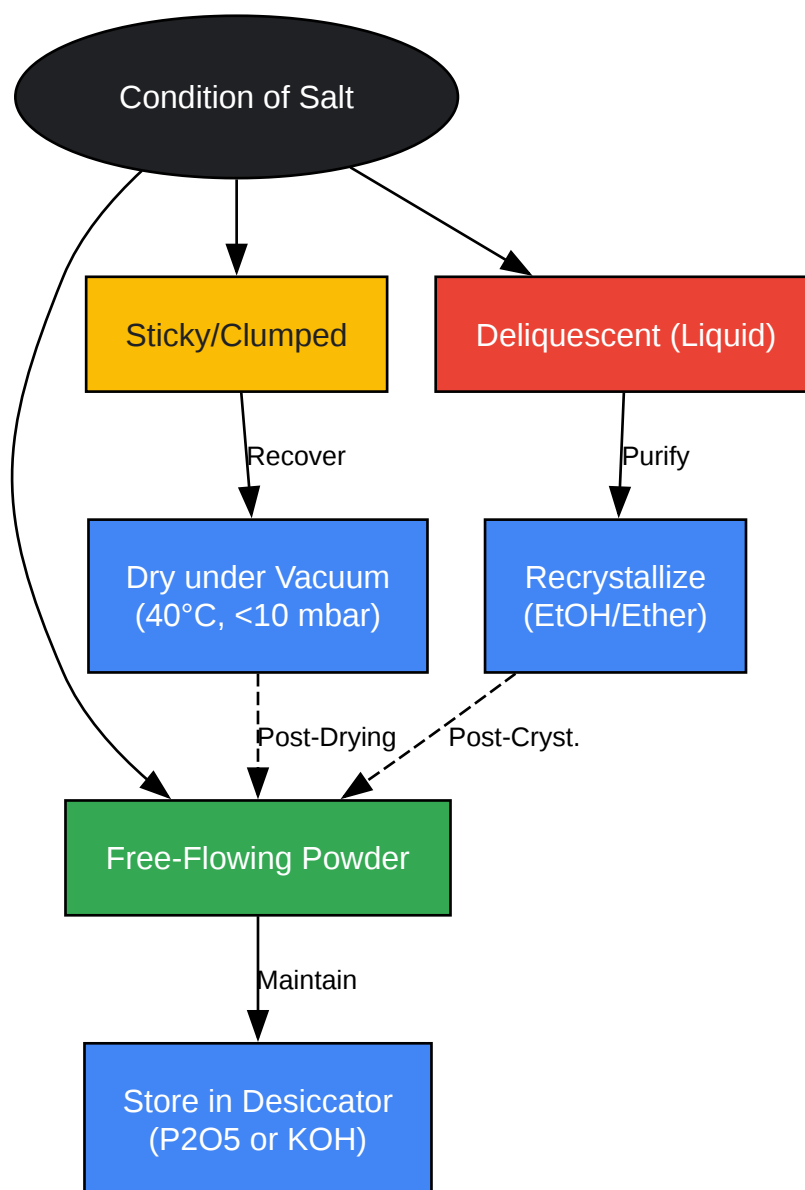 Condition of Salt
Sticky/Clumped
Deliquescent (Liquid)
Recover
Purify
Dry under Vacuum
(40°C, <10 mbar)
Recrystallize
(EtOH/Ether)
Post-Drying
Post-Cryst.
Free-Flowing Powder
Maintain
Store in Desiccator
(P2O5 or KOH)